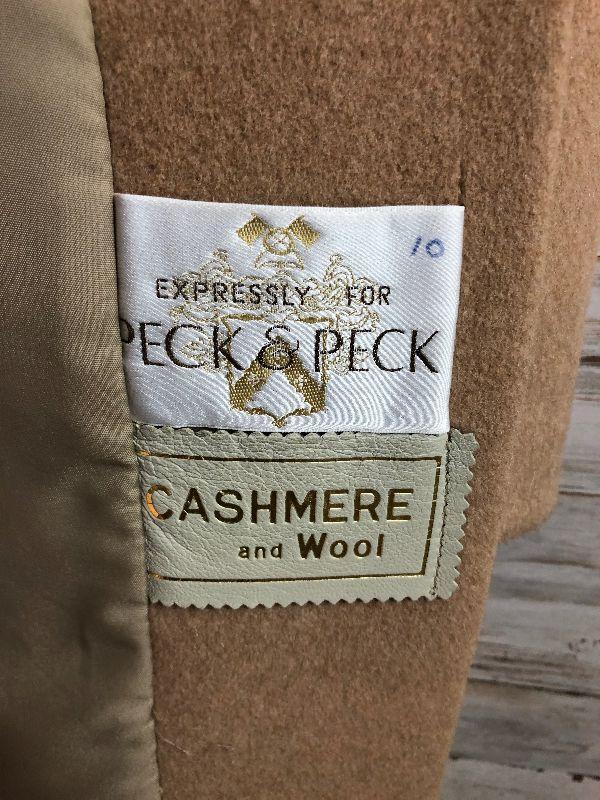 10
EXPRESSLY FOR
PECK & PECK
CASHMERE
and Wool